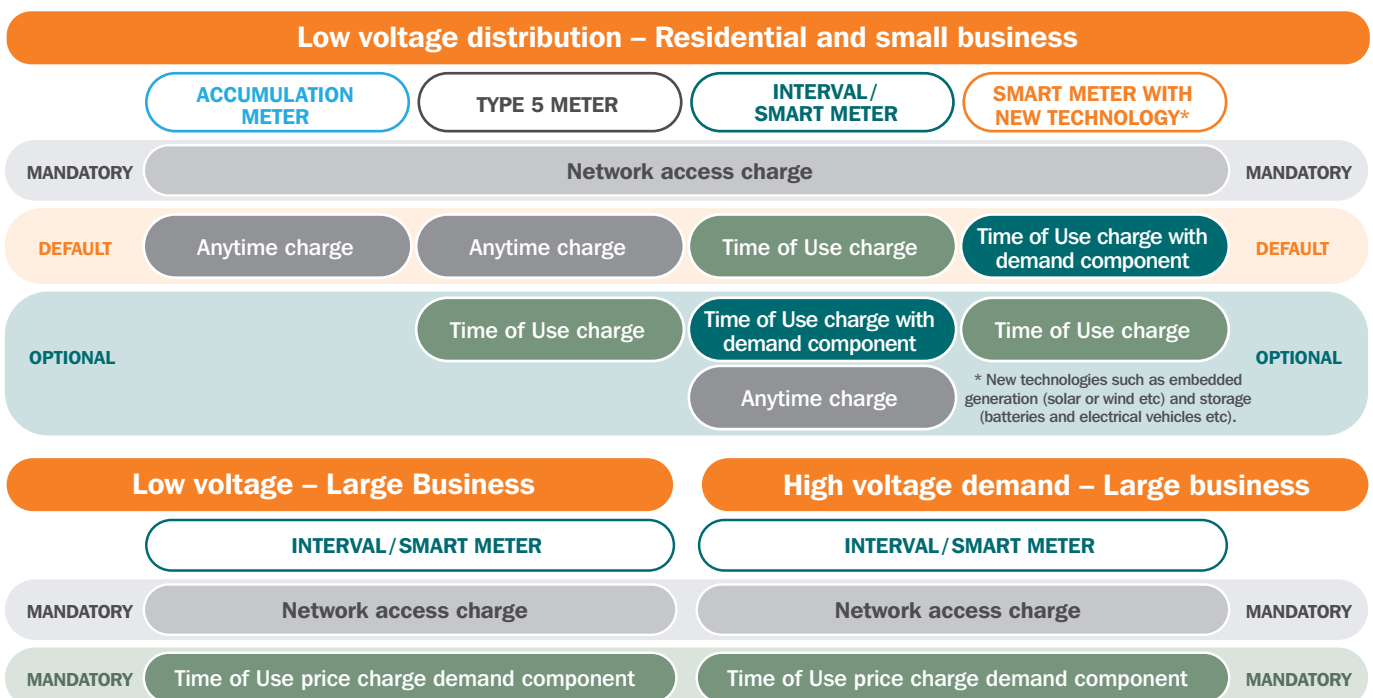 Low voltage distribution – Residential and small business
ACCUMULATION
METER
TYPE 5 METER
INTERVAL/
SMART METER
SMART METER WITH
NEW TECHNOLOGY*
MANDATORY
Network access charge
MANDATORY
DEFAULT
Anytime charge
Anytime charge
Time of Use charge
Time of Use charge with
demand component
DEFAULT
OPTIONAL
Time of Use charge
Time of Use charge with
demand component
Anytime charge
Time of Use charge
* New technologies such as embedded
generation (solar or wind etc) and storage
(batteries and electrical vehicles etc).
OPTIONAL
Low voltage – Large Business
High voltage demand – Large business
INTERVAL/SMART METER
INTERVAL/SMART METER
MANDATORY
Network access charge
Network access charge
MANDATORY
MANDATORY
Time of Use price charge demand component
Time of Use price charge demand component
MANDATORY